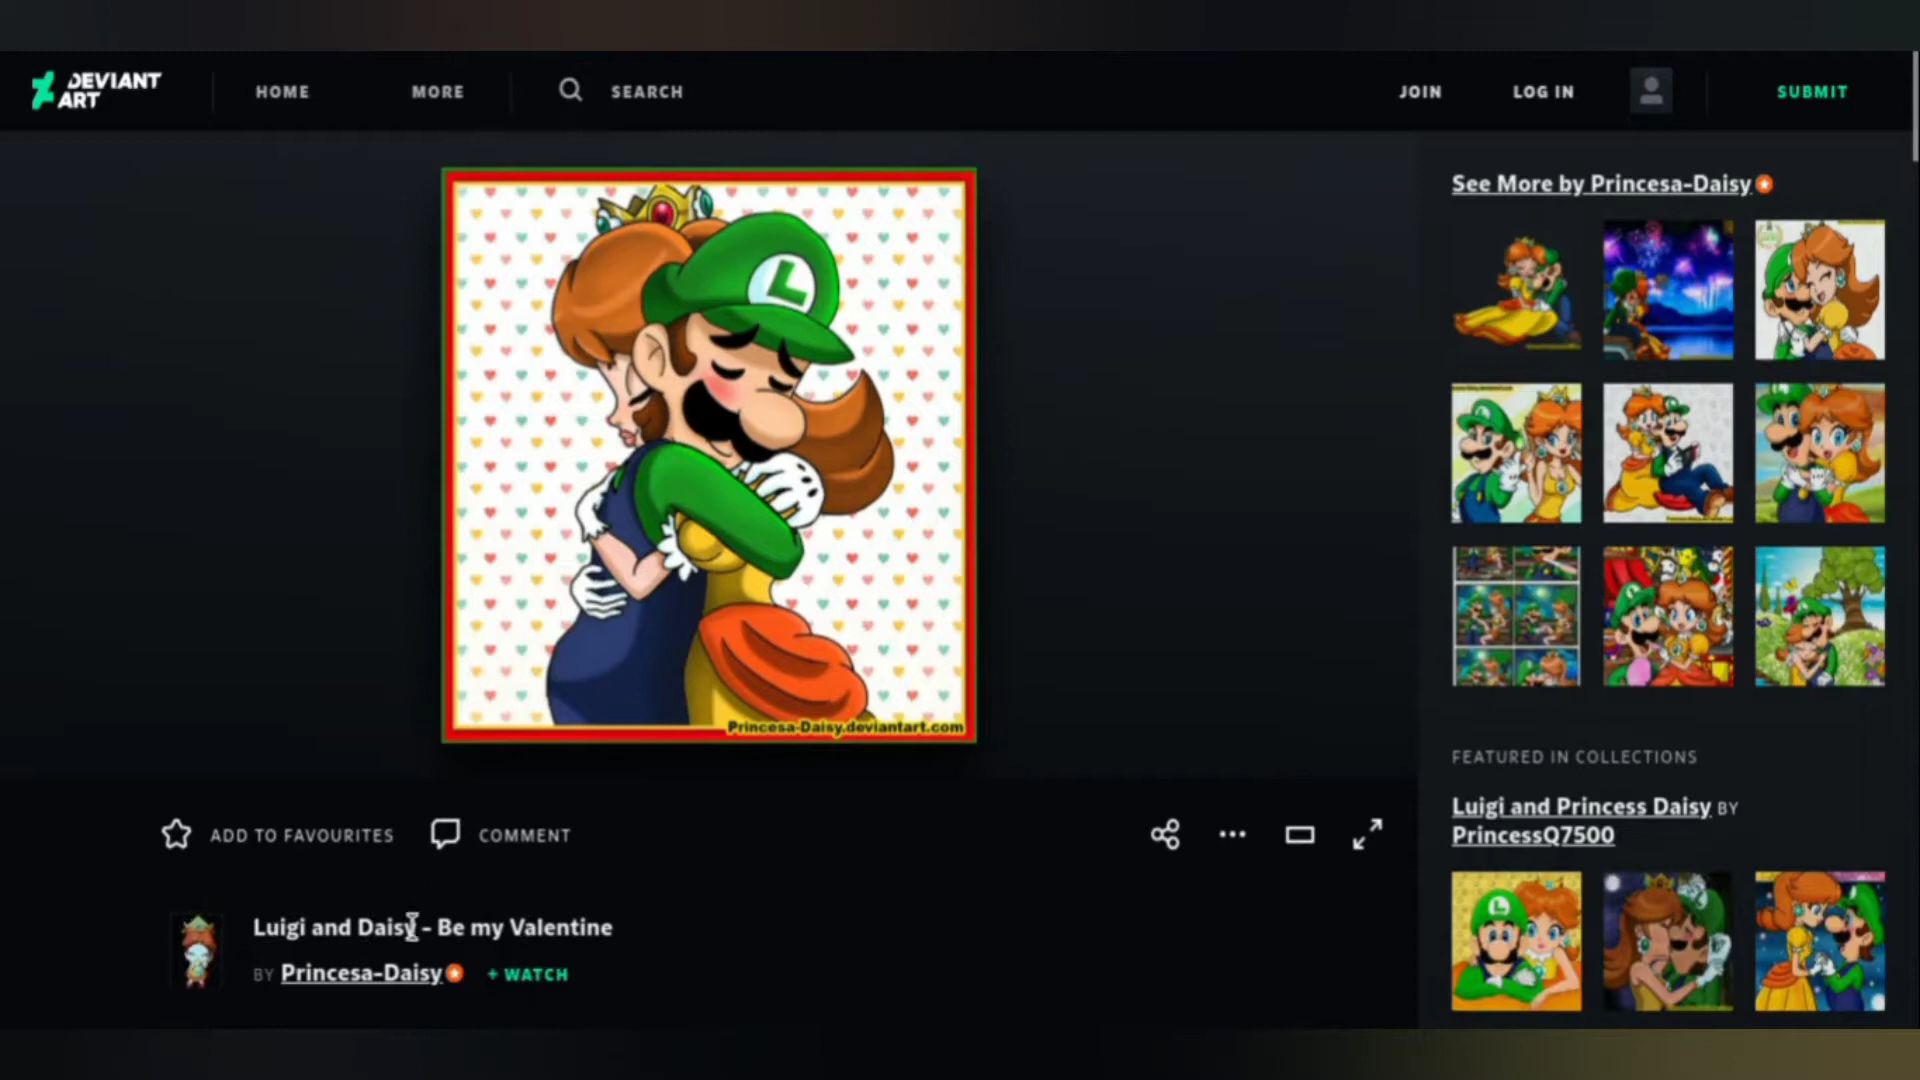 DEVIANT ART
HOME
MORE
SEARCH
JOIN
LOG IN
SUBMIT
L
Princesa-Daisy.deviantart.com
ADD TO FAVOURITES
COMMENT
Luigi and Daisy - Be my Valentine
BY Princesa-Daisy
+ WATCH
See More by Princesa-Daisy
FEATURED IN COLLECTIONS
Luigi and Princess Daisy BY
PrincessQ7500
L